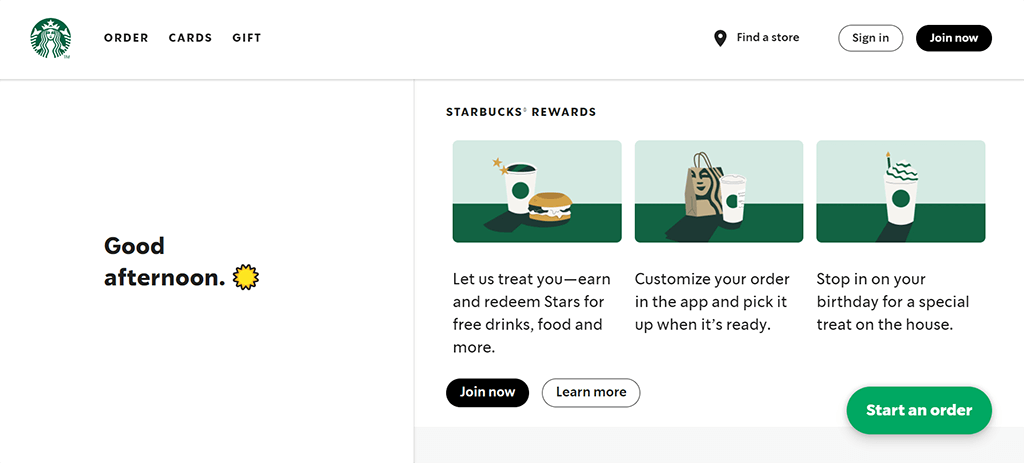 ORDER CARDS GIFT Find a store Sign in Join now
TM
Good
afternoon.
STARBUCKS® REWARDS
Let us treat you—earn
and redeem Stars for
free drinks, food and
more.
Customize your order
in the app and pick it
up when it’s ready.
Stop in on your
birthday for a special
treat on the house.
Join now Learn more
Start an order